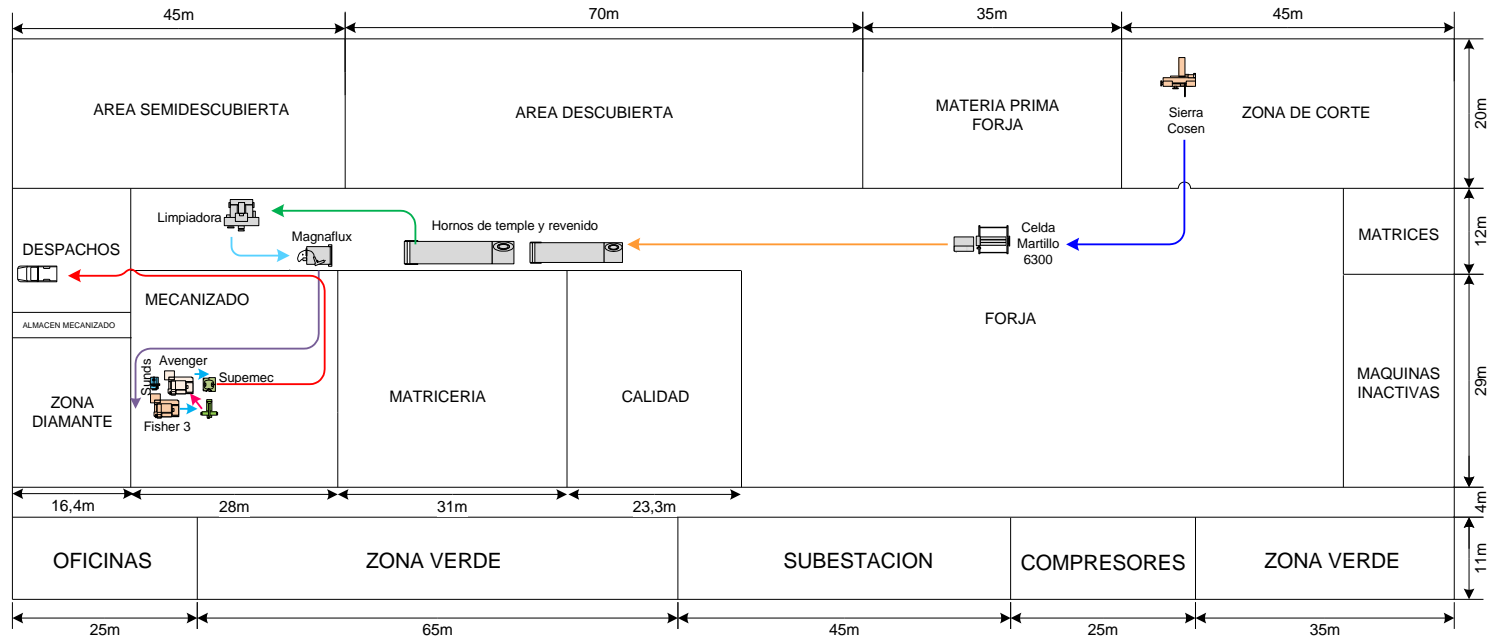 45m
70m
35m
45m
AREA SEMIDESCUBIERTA
AREA DESCUBIERTA
MATERIA PRIMA
FORJA
Sierra
Cosen
ZONA DE CORTE
20m
Limpiadora
Magnaflux
Hornos de temple y revenido
Celda
Martillo
6300
MATRICES
12m
DESPACHOS
MECANIZADO
ALMACEN MECANIZADO
FORJA
Sunds
Avenger
Supemec
Fisher 3
ZONA
DIAMANTE
MATRICERIA
CALIDAD
MAQUINAS
INACTIVAS
29m
16,4m
28m
31m
23,3m
4m
OFICINAS
ZONA VERDE
SUBESTACION
COMPRESORES
ZONA VERDE
11m
25m
65m
45m
25m
35m